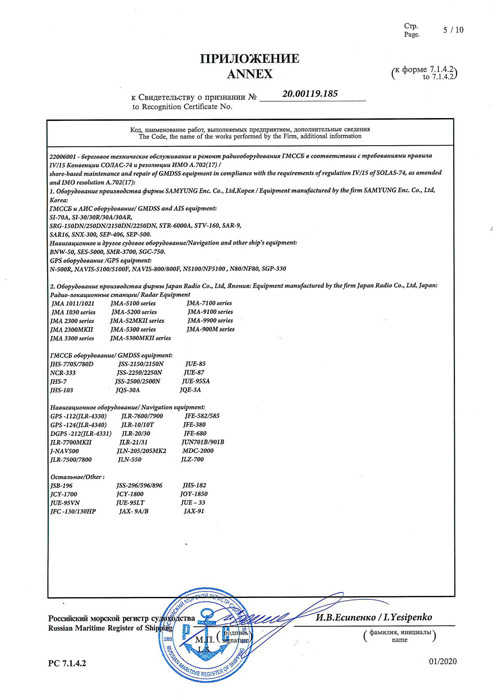 Стр.
Page. 5 / 10
ПРИЛОЖЕНИЕ
ANNEX
(к форме 7.1.4.2
to 7.1.4.2)
к Свидетельству о признании № 20.00119.185
to Recognition Certificate No.
Код, наименование работ, выполняемых предприятием, дополнительные сведения
The Code, the name of the works performed by the Firm, additional information
22006001 - береговое техническое обслуживание и ремонт радиооборудования ГМССБ в соответствии с требованиями правила
IV/15 Конвенции СОЛАС-74 и резолюции ИМО А.702(17) /
shore-based maintenance and repair of GMDSS equipment in compliance with the requirements of regulation IV/15 of SOLAS-74, as amended
and IMO resolution A.702(17):
1. Оборудование производства фирмы SAMYUNG Enc. Co., Ltd,Корея / Equipment manufactured by the firm SAMYUNG Enc. Co., Ltd,
Korea:
ГМССБ и АИС оборудование/ GMDSS and AIS equipment:
SI-70A, SI-30/30R/30A/30AR,
SRG-150DN/250DN/2150DN/2250DN, STR-6000A, STV-160, SAR-9,
SAR16, SNX-300, SEP-406, SEP-500.
Навигационное и другое судовое оборудование/Navigation and other ship's equipment:
BNW-50, SES-5000, SMR-3700, SGC-750.
GPS оборудование /GPS equipment:
N-500R, NAVIS-5100/5100F, NAVIS-800/800F, N5100/NF5100 , N80/NF80, SGP-330
2. Оборудование производства фирмы Japan Radio Co., Ltd, Япония: Equipment manufactured by the firm Japan Radio Co., Ltd, Japan:
Радио-локационные станции/ Radar Equipment
JMA 1011/1021 JMA-5100 series JMA-7100 series
JMA 1030 series JMA-5200 series JMA-9100 series
JMA 2300 series JMA-52MKII series JMA-9900 series
JMA 2300MKII JMA-5300 series JMA-900M series
JMA 3300 series JMA-5300MKII series
ГМССБ оборудование/ GMDSS equipment:
JHS-770S/780D JSS-2150/2150N JUE-85
NCR-333 JSS-2250/2250N JUE-87
JHS-7 JSS-2500/2500N JUE-95SA
JHS-103 JQS-30A JQE-3A
Навигационное оборудование/ Navigation equipment:
GPS -112(JLR-4330) JLR-7600/7900 JFE-582/585
GPS -124(JLR-4340) JLR-10/10T JFE-380
DGPS -212(JLR-4331) JLR-20/30 JFE-680
JLR-7700MKII JLR-21/31 JUN701B/901B
J-NAV500 JLN-205/205MK2 MDC-2000
JLR-7500/7800 JLN-550 JLZ-700
Остальное/Other :
JSB-196 JSS-296/596/896 JHS-182
JCY-1700 JCY-1800 JOY-1850
JUE-95VN JUE-95LT JUE – 33
JFC -130/130HP JAX- 9A/B JAX-91
Российский морской регистр судоходства
Russian Maritime Register of Shipping
М.П.
L.S.
(подпись)
signature
И.В.Есипенко / I.Yesipenko
(фамилия, инициалы)
name
РС 7.1.4.2
01/2020